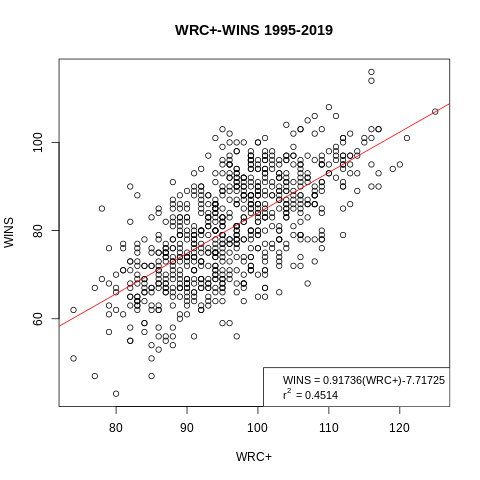 WRC+-WINS 1995-2019
WINS
100
80
60
WINS = 0.91736(WRC+)-7.71725
r² = 0.4514
80 90 100 110 120
WRC+